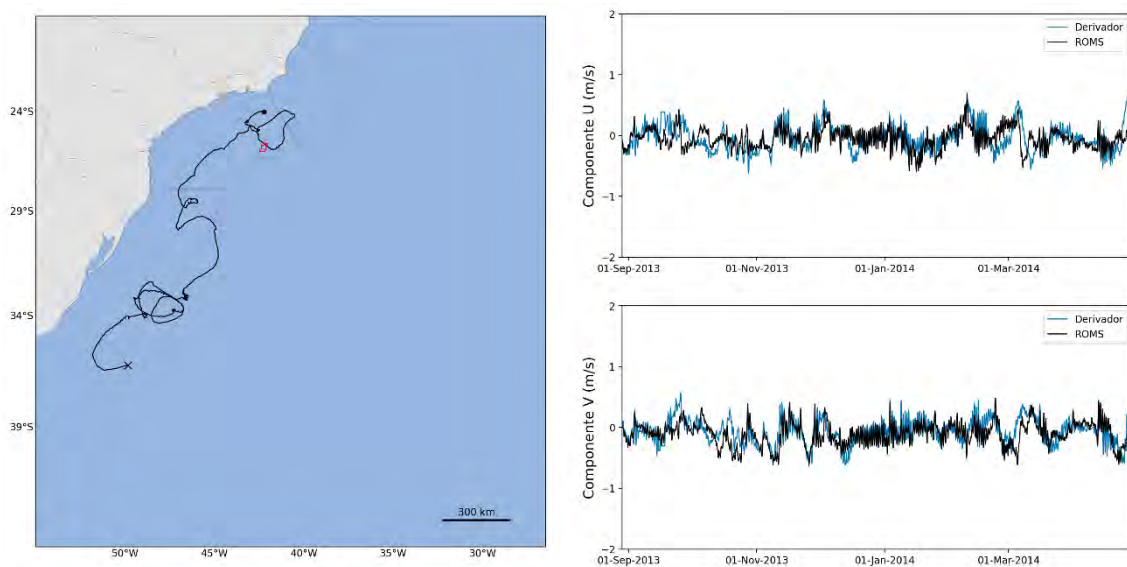 24°S
29°S
34°S
39°S
300 km
50°W 45°W 40°W 35°W 30°W
Componente U (m/s)
2
1
0
−1
−2
Derivador
ROMS
01-Sep-2013 01-Nov-2013 01-Jan-2014 01-Mar-2014
Componente V (m/s)
2
1
0
−1
−2
Derivador
ROMS
01-Sep-2013 01-Nov-2013 01-Jan-2014 01-Mar-2014